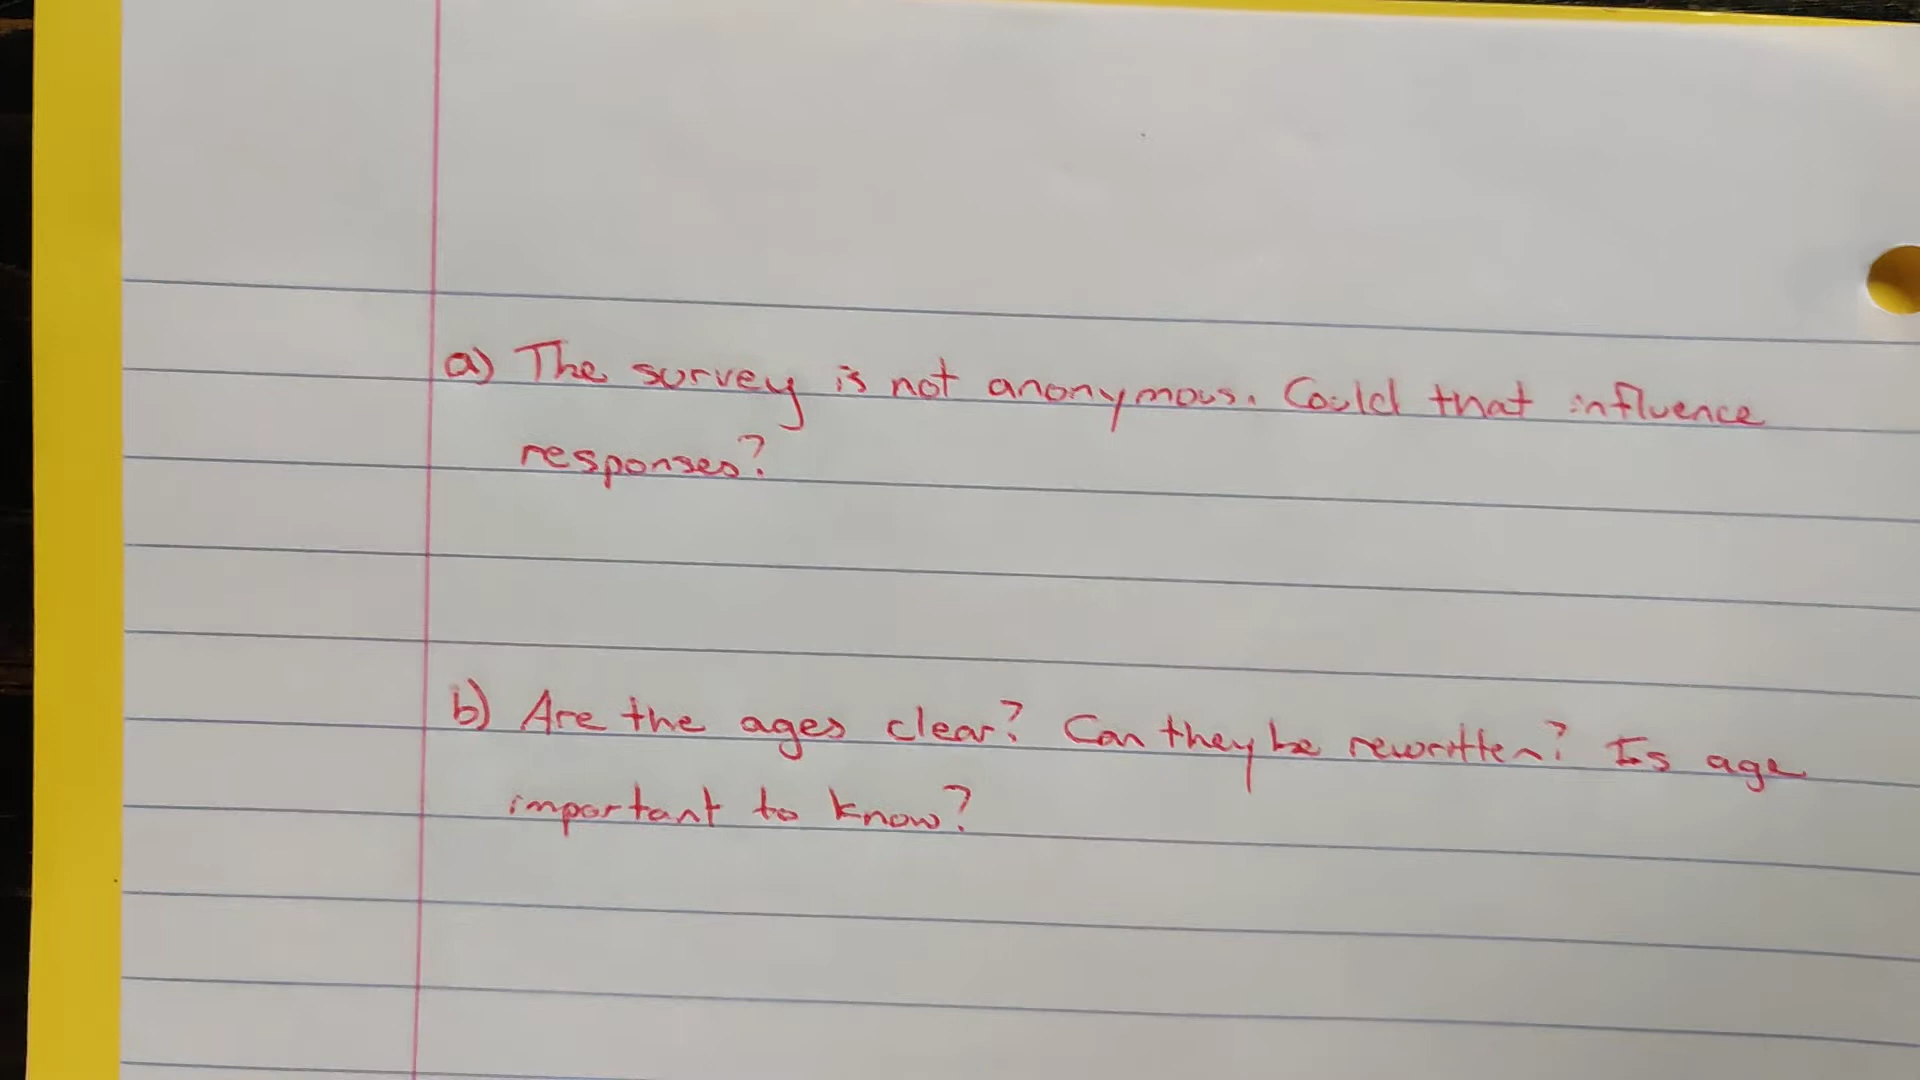 a) The survey is not anonymous. Could that influence
responses?
b) Are the ages clear? Can they be rewritten? Is age
important to know?